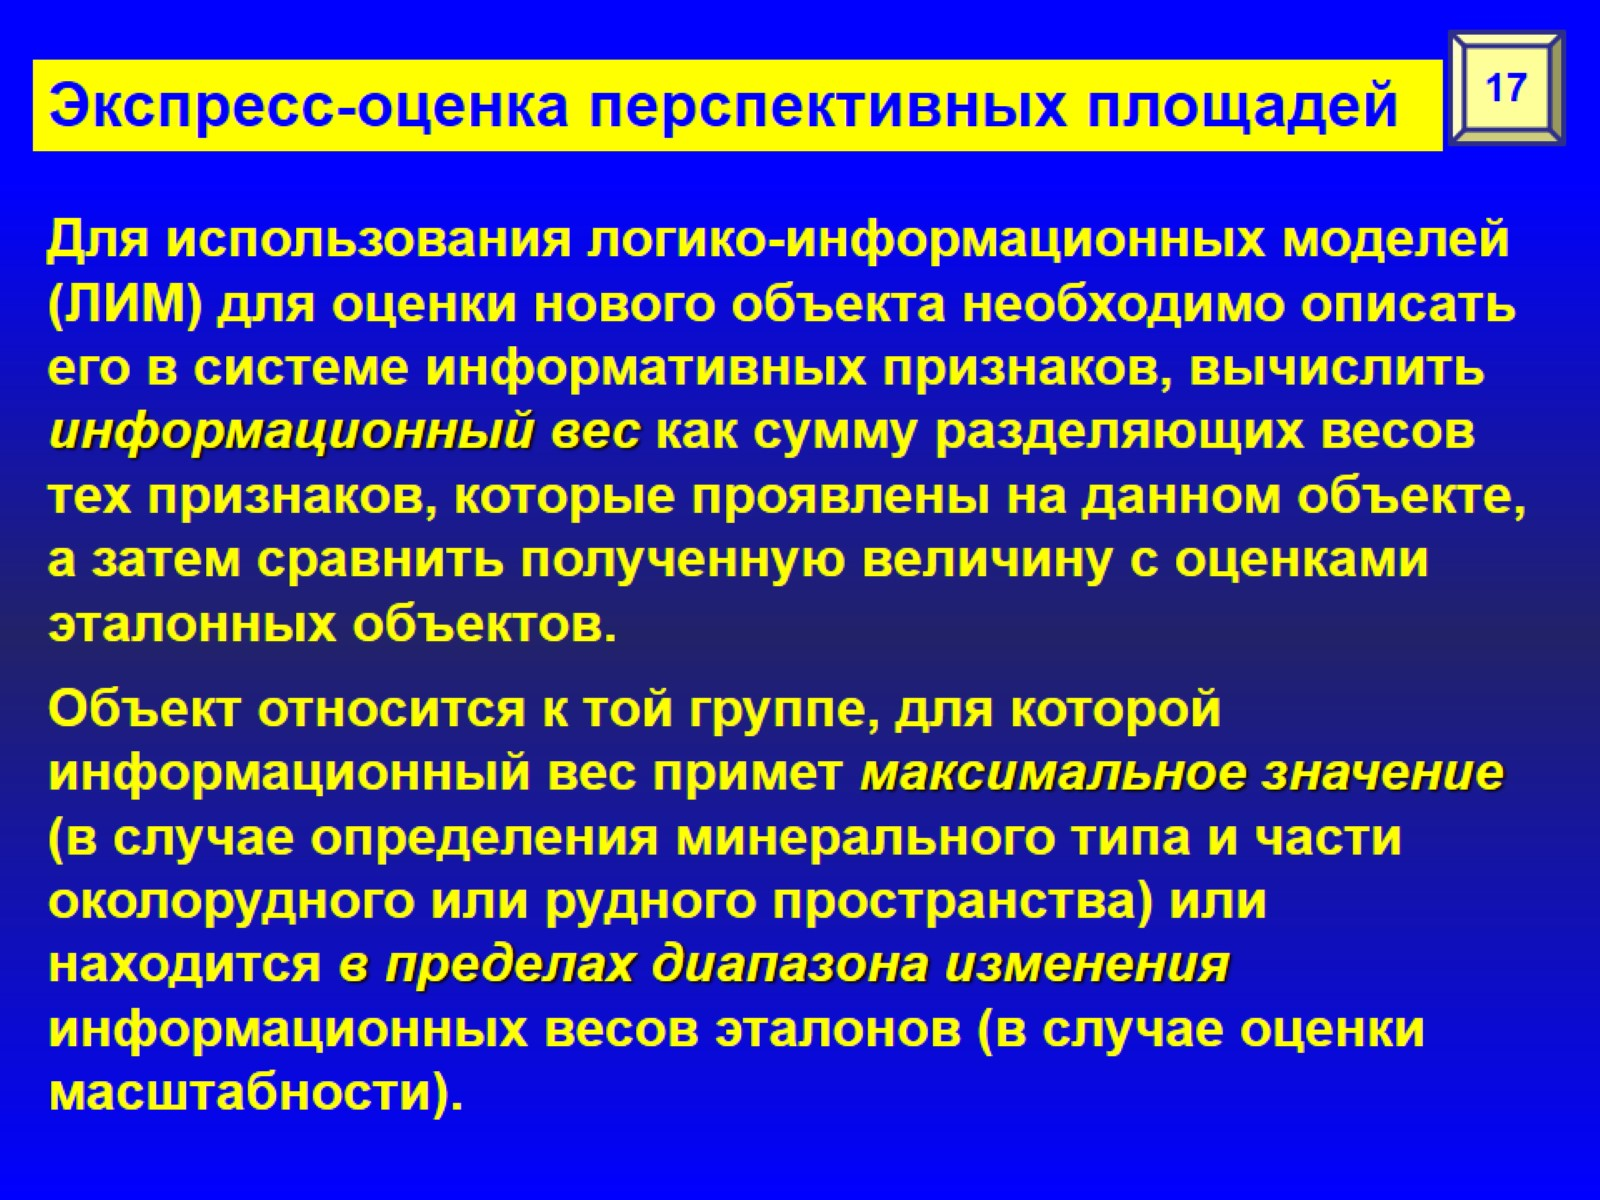 Экспресс-оценка перспективных площадей
17
Для использования логико-информационных моделей
(ЛИМ) для оценки нового объекта необходимо описать
его в системе информативных признаков, вычислить
информационный вес как сумму разделяющих весов
тех признаков, которые проявлены на данном объекте,
а затем сравнить полученную величину с оценками
эталонных объектов.
Объект относится к той группе, для которой
информационный вес примет максимальное значение
(в случае определения минерального типа и части
околорудного или рудного пространства) или
находится в пределах диапазона изменения
информационных весов эталонов (в случае оценки
масштабности).